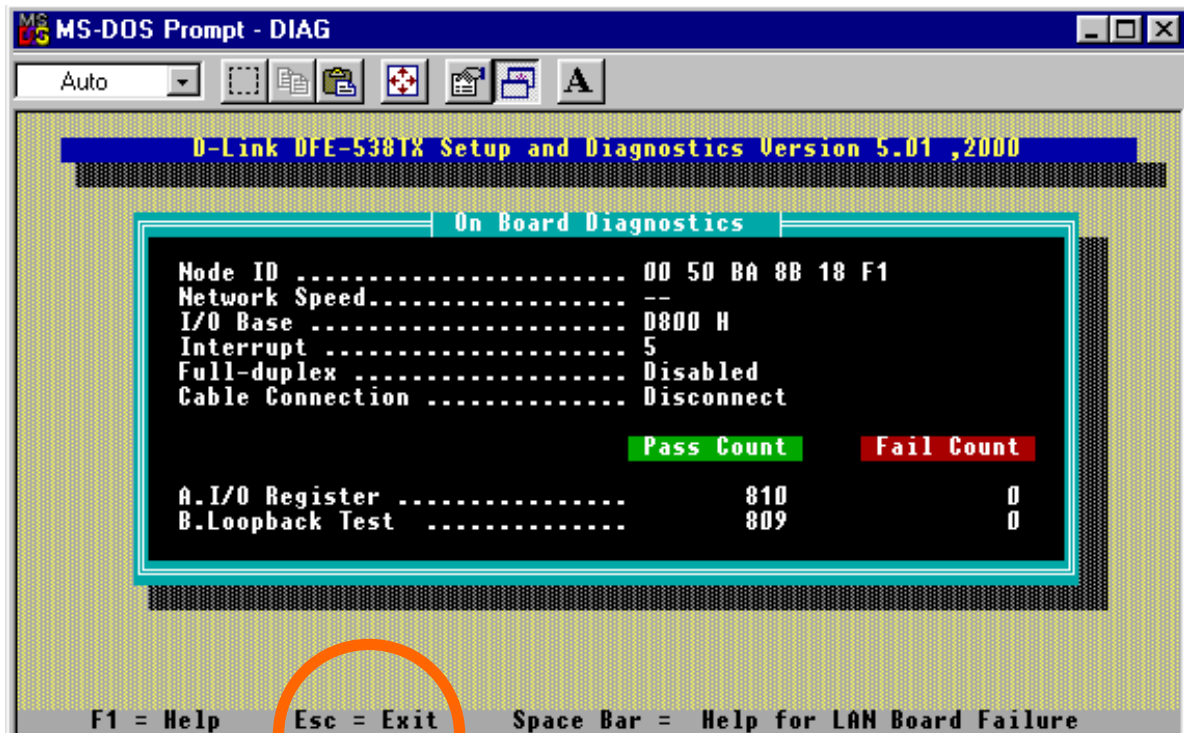 MS-DOS Prompt - DIAG
Auto
A
D-Link DFE-538TX Setup and Diagnostics Version 5.01 ,2000
On Board Diagnostics
Node ID ....................... 00 50 BA 8B 18 F1
Network Speed.................. --
I/O Base ...................... D800 H
Interrupt ..................... 5
Full-duplex ................... Disabled
Cable Connection .............. Disconnect
Pass Count Fail Count
A.I/O Register ................ 810 0
B.Loopback Test .............. 809 0
F1 = Help Esc = Exit Space Bar = Help for LAN Board Failure